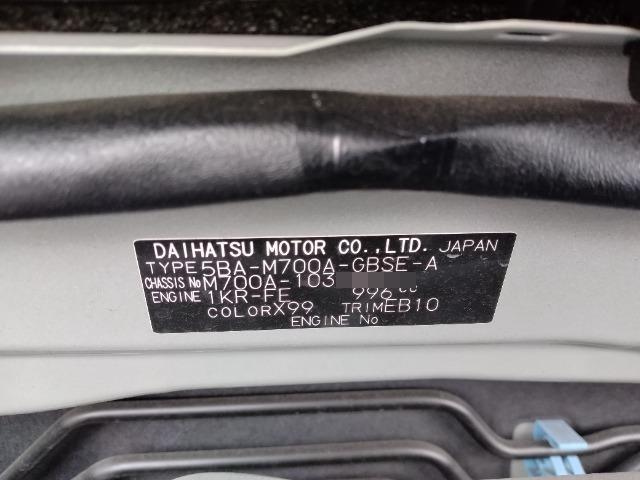 DAIHATSU MOTOR CO.,LTD. JAPAN
TYPE 5BA-M700A-GBSE-A
CHASSIS No M700A-103
ENGINE 1KR-FE 996 cc
COLOR X99 TRIM EB10
ENGINE No